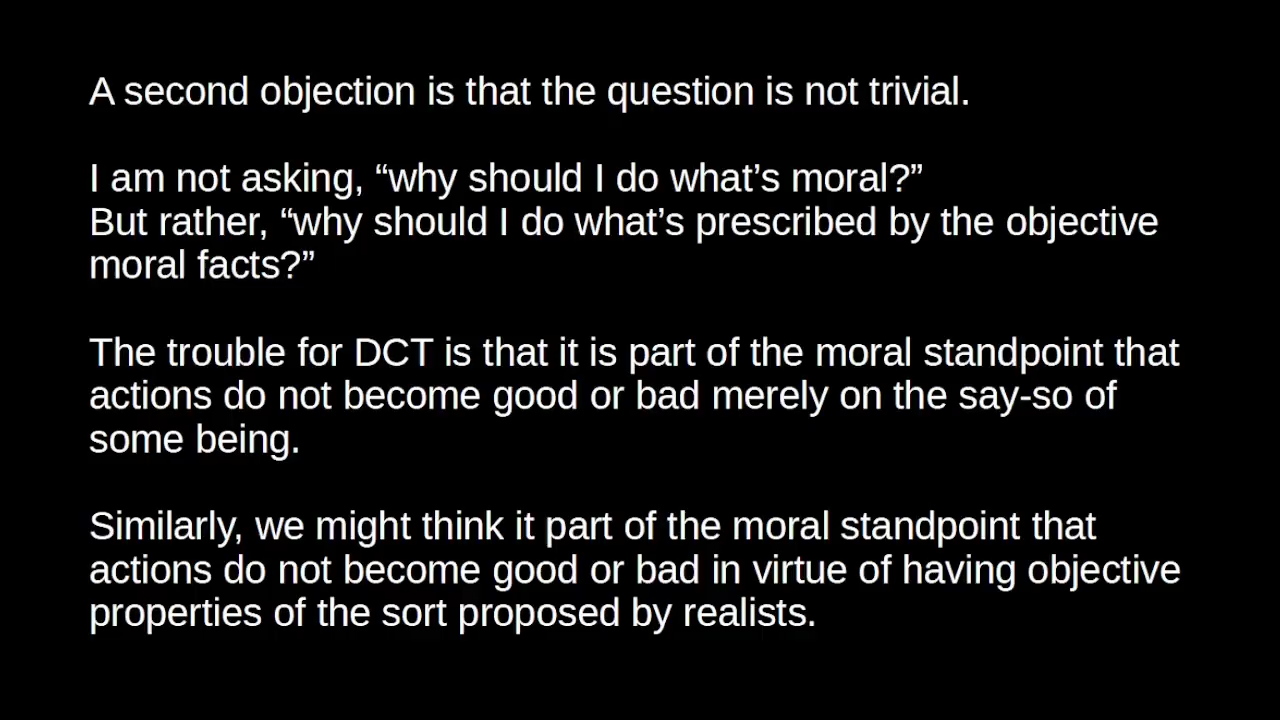 A second objection is that the question is not trivial.
I am not asking, “why should I do what’s moral?”
But rather, “why should I do what’s prescribed by the objective
moral facts?”
The trouble for DCT is that it is part of the moral standpoint that
actions do not become good or bad merely on the say-so of
some being.
Similarly, we might think it part of the moral standpoint that
actions do not become good or bad in virtue of having objective
properties of the sort proposed by realists.